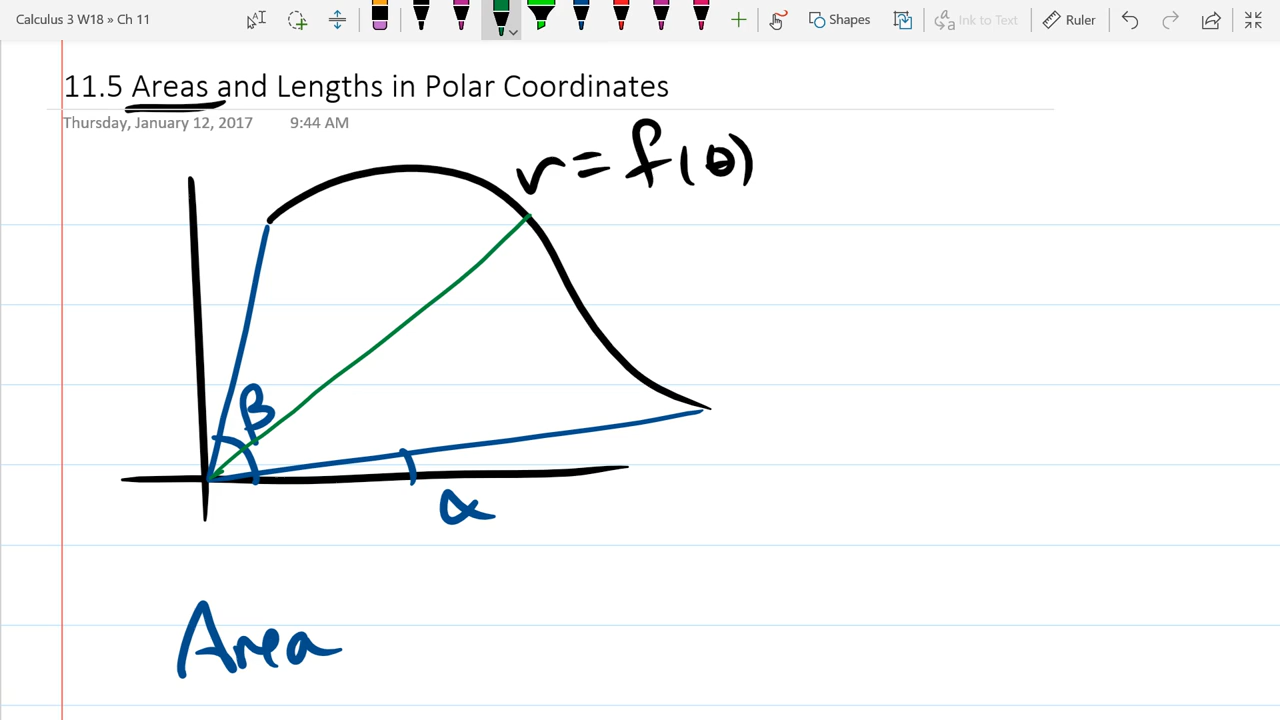 Calculus 3 W18 » Ch 11
Shapes
Ink to Text
Ruler
11.5 Areas and Lengths in Polar Coordinates
Thursday, January 12, 2017 9:44 AM
r = f(θ)
β
α
Area